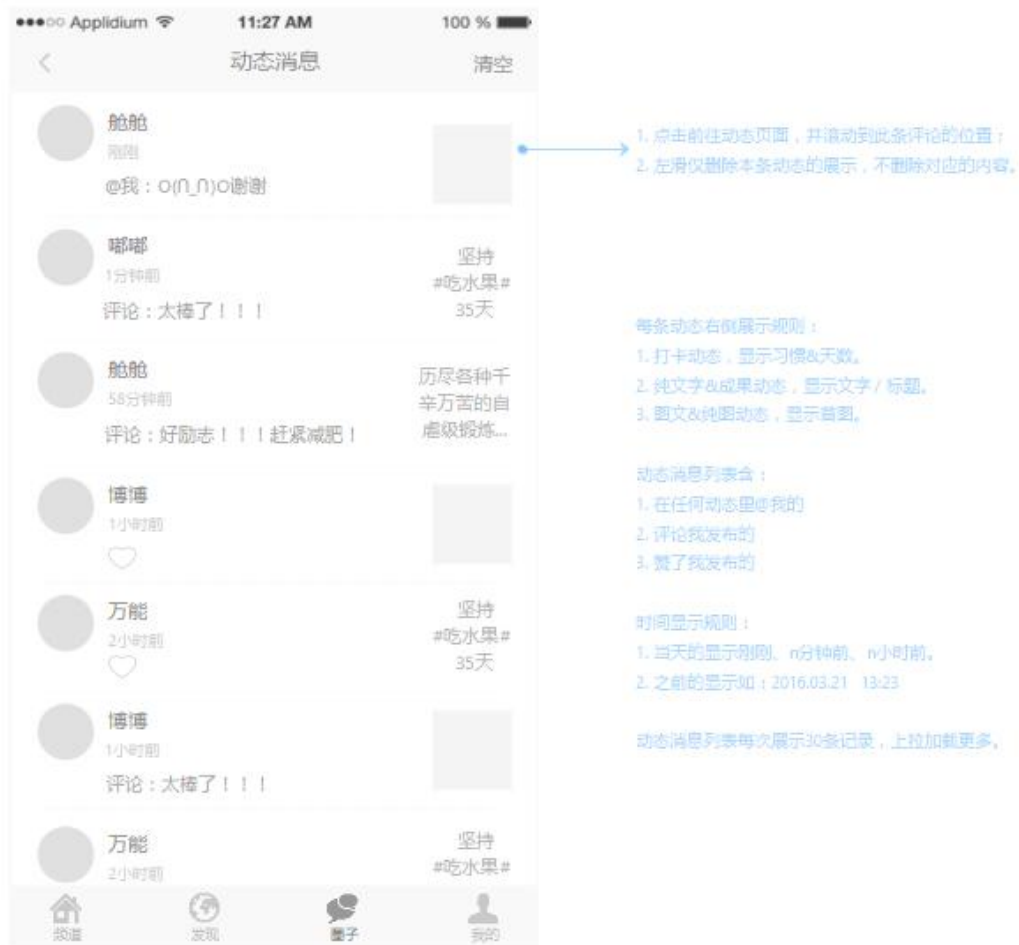 Applidium 11:27 AM 100 %
动态消息 清空
舱舱
刚刚
@我：O(∩_∩)O谢谢
1. 点击前往动态页面，并滚动到此条评论的位置；
2. 左滑仅删除本条动态的展示，不删除对应的内容。
嘟嘟
1分钟前
评论：太棒了！！！
坚持
#吃水果#
35天
舱舱
58分钟前
评论：好励志！！！赶紧减肥！
历尽各种千
辛万苦的自
虐级锻炼...
博博
1小时前
万能
2小时前
坚持
#吃水果#
35天
博博
1小时前
评论：太棒了！！！
万能
2小时前
坚持
#吃水果#
频道 发现 圈子 我的
每条动态右侧展示规则：
1. 打卡动态，显示习惯&天数。
2. 纯文字&成果动态，显示文字 / 标题。
3. 图文&纯图动态，显示首图。
动态消息列表含：
1. 在任何动态里@我的
2. 评论我发布的
3. 赞了我发布的
时间显示规则：
1. 当天的显示刚刚、n分钟前、n小时前。
2. 之前的显示如：2016.03.21 13:23
动态消息列表每次展示30条记录，上拉加载更多。